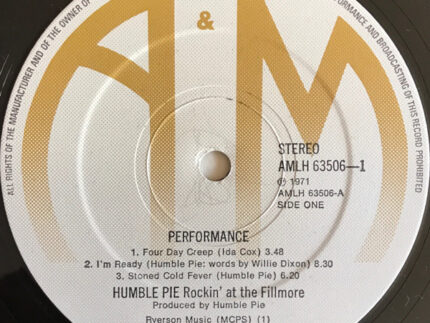 ALL RIGHTS OF THE MANUFACTURER AND OF THE OWNER OF
PERFORMANCE AND BROADCASTING OF THIS RECORD PROHIBITED
A & M
STEREO
AMLH 63506—1
℗ 1971
AMLH 63506-A
SIDE ONE
PERFORMANCE
1. Four Day Creep (Ida Cox) 3.48
2. I'm Ready (Humble Pie: words by Willie Dixon) 8.30
3. Stoned Cold Fever (Humble Pie) 6.20
HUMBLE PIE Rockin' at the Fillmore
Produced by Humble Pie
Ryerson Music (MCPS) (1)